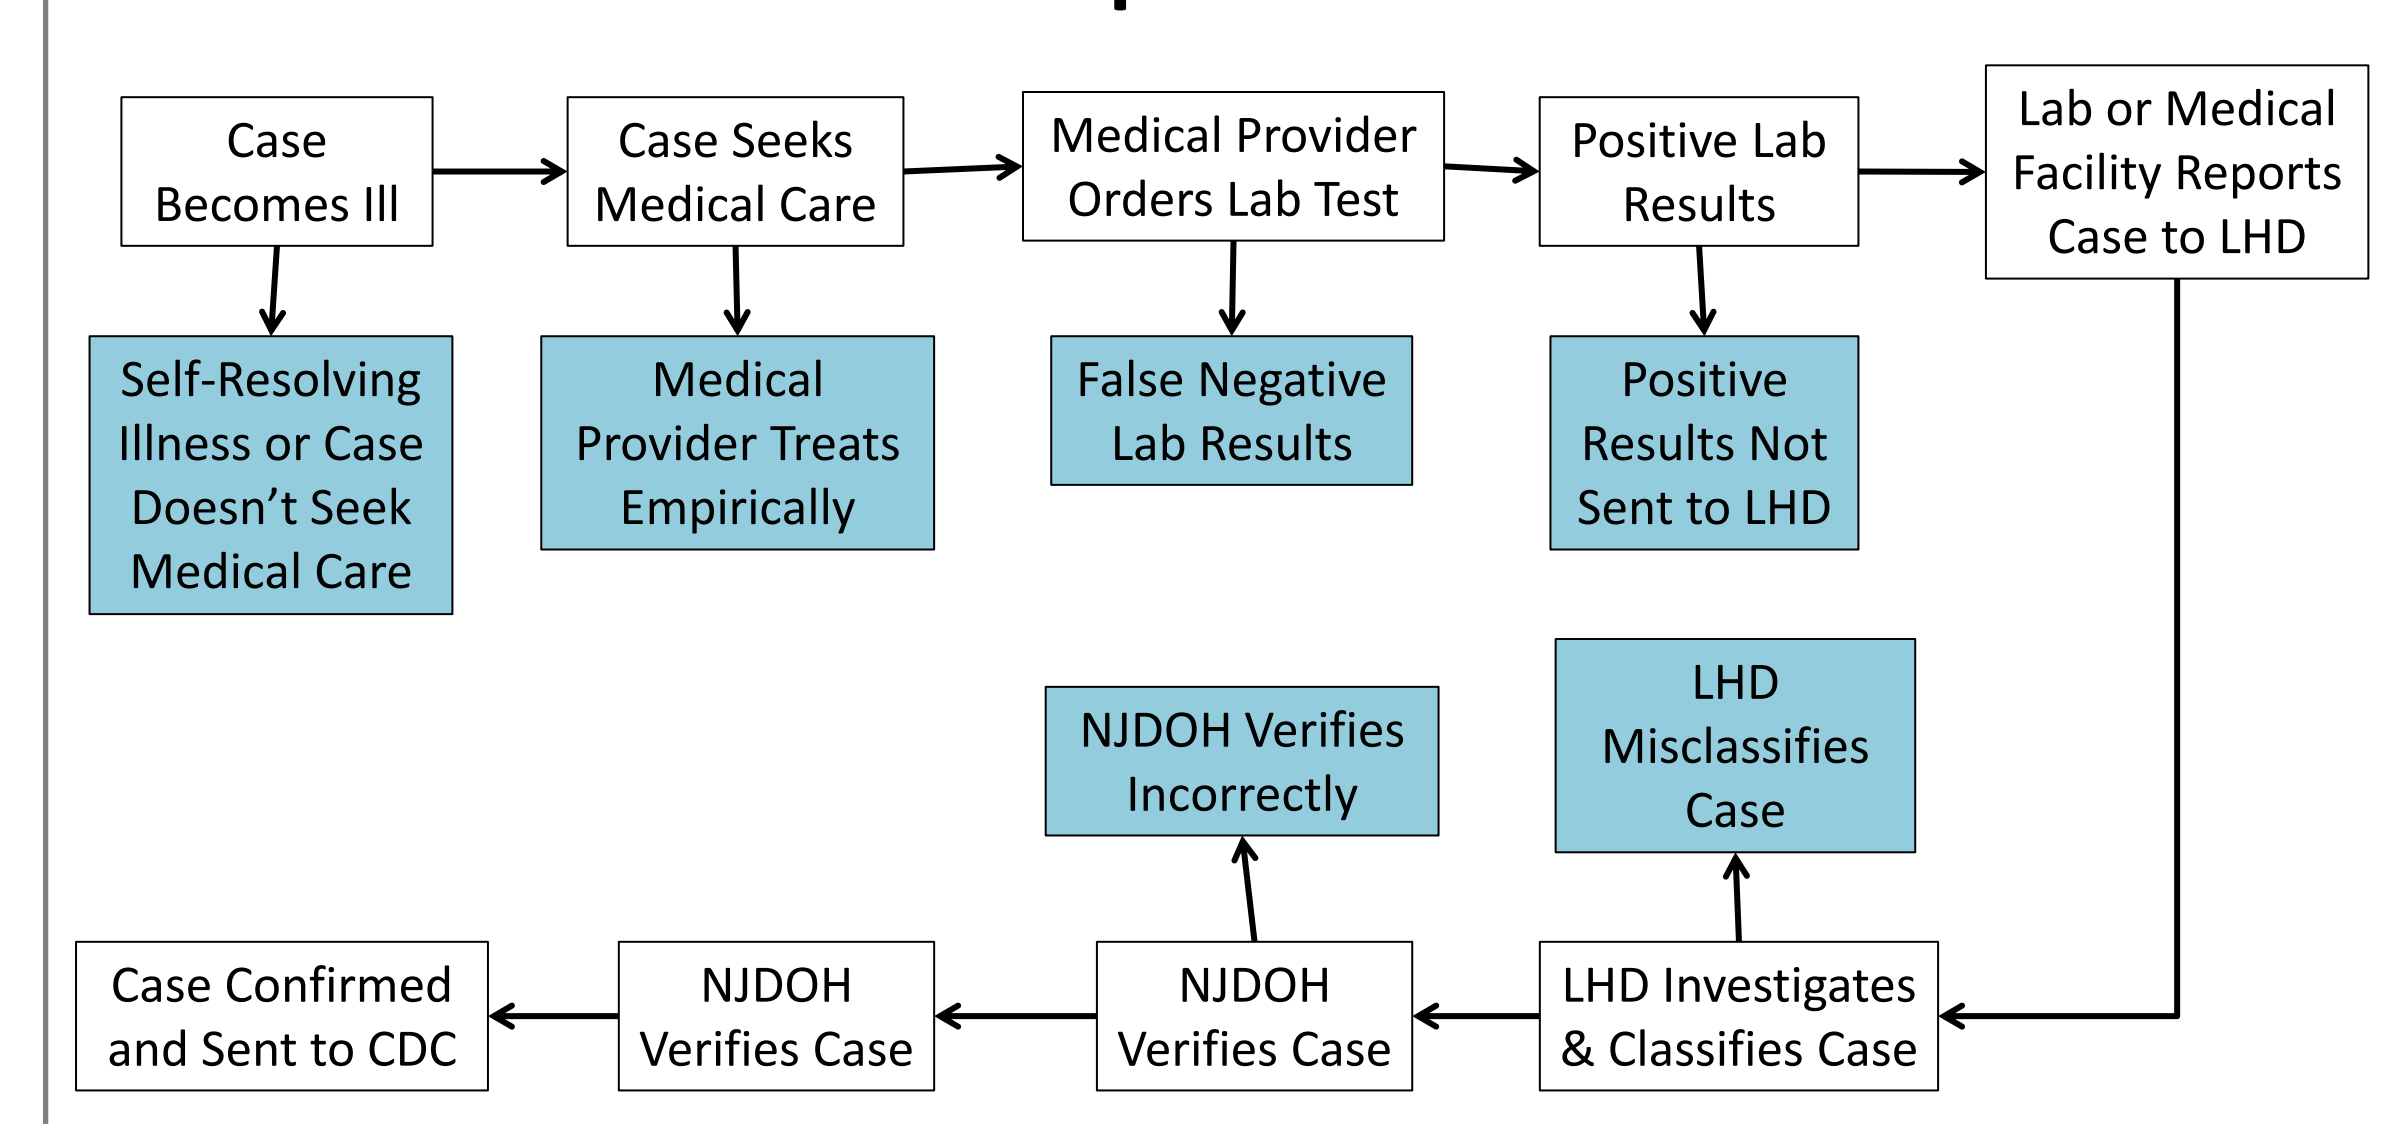 Case
Becomes Ill
Case Seeks
Medical Care
Medical Provider
Orders Lab Test
Positive Lab
Results
Lab or Medical
Facility Reports
Case to LHD
Self-Resolving
Illness or Case
Doesn’t Seek
Medical Care
Medical
Provider Treats
Empirically
False Negative
Lab Results
Positive
Results Not
Sent to LHD
NJDOH Verifies
Incorrectly
LHD
Misclassifies
Case
Case Confirmed
and Sent to CDC
NJDOH
Verifies Case
NJDOH
Verifies Case
LHD Investigates
& Classifies Case